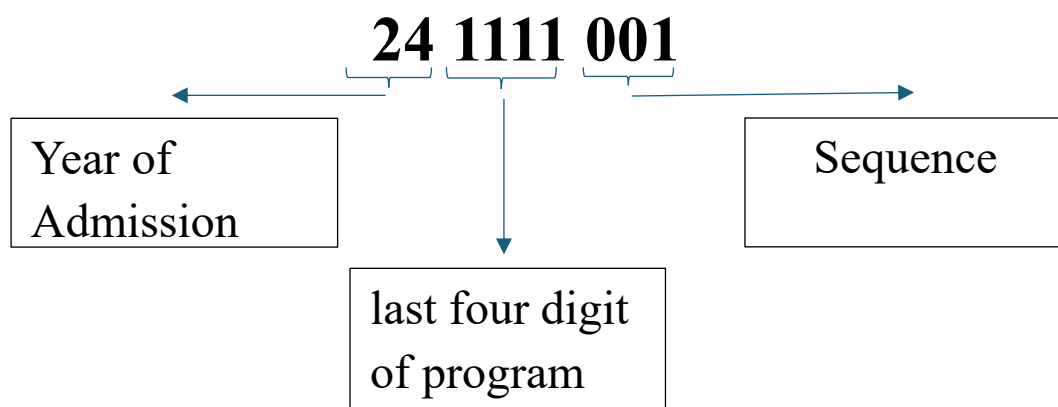 24 1111 001
Year of
Admission
Sequence
last four digit
of program